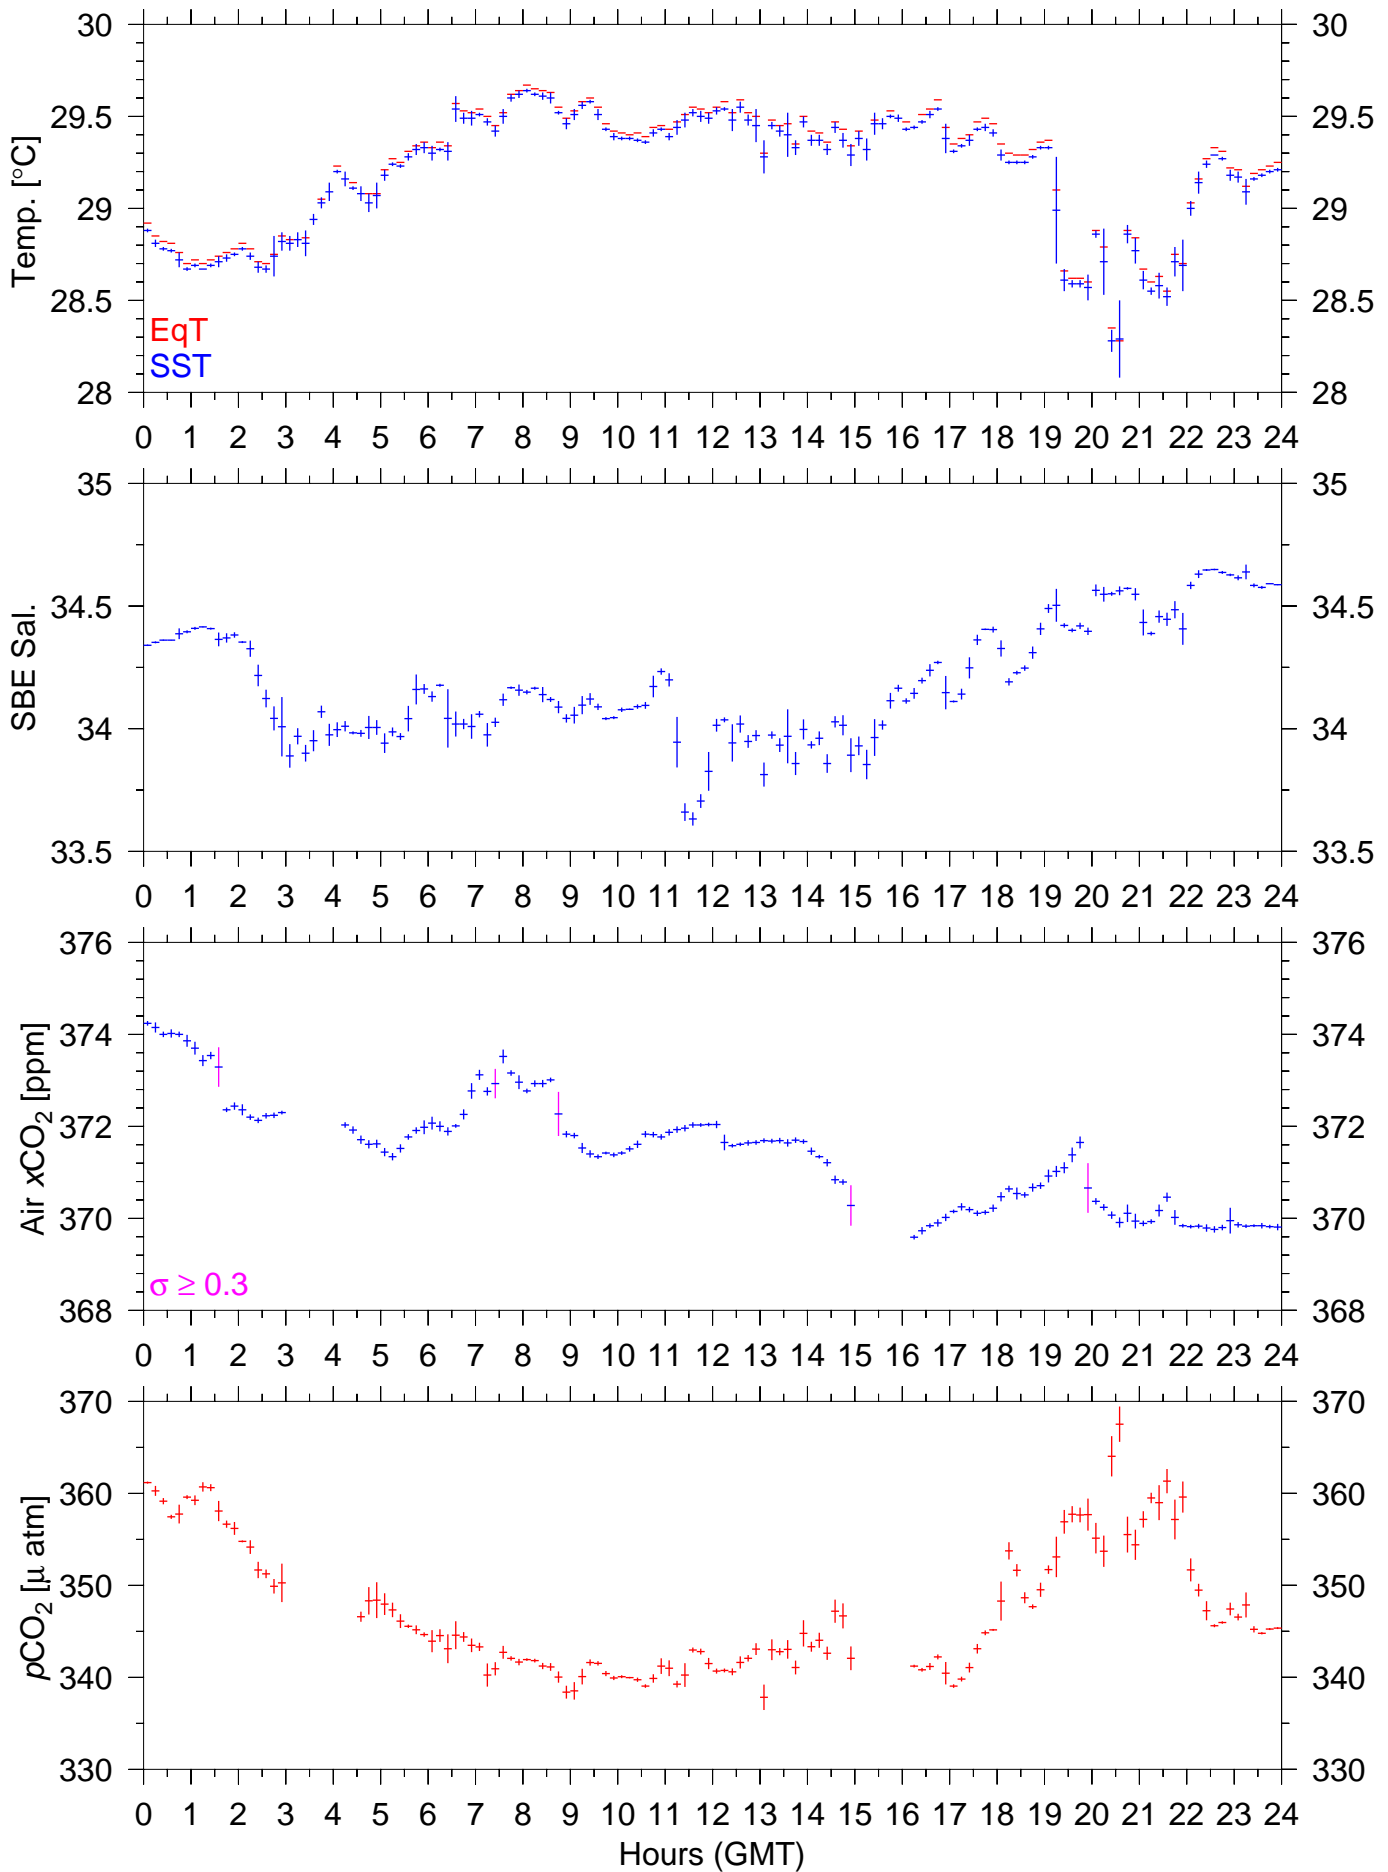 30 30
29.5 29.5
29 29
28.5 28.5
28 28
Temp. [°C]
EqT
SST
0 1 2 3 4 5 6 7 8 9 10 11 12 13 14 15 16 17 18 19 20 21 22 23 24
35 35
34.5 34.5
34 34
33.5 33.5
SBE Sal.
0 1 2 3 4 5 6 7 8 9 10 11 12 13 14 15 16 17 18 19 20 21 22 23 24
376 376
374 374
372 372
370 370
368 368
Air xCO₂ [ppm]
σ ≥ 0.3
0 1 2 3 4 5 6 7 8 9 10 11 12 13 14 15 16 17 18 19 20 21 22 23 24
370 370
360 360
350 350
340 340
330 330
pCO₂ [μ atm]
0 1 2 3 4 5 6 7 8 9 10 11 12 13 14 15 16 17 18 19 20 21 22 23 24
Hours (GMT)